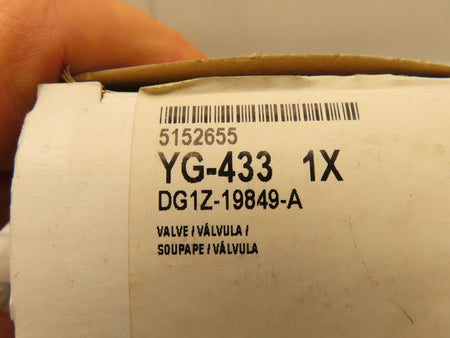 5152655
YG-433 1X
DG1Z-19849-A
VALVE / VÁLVULA /
SOUPAPE / VÁLVULA